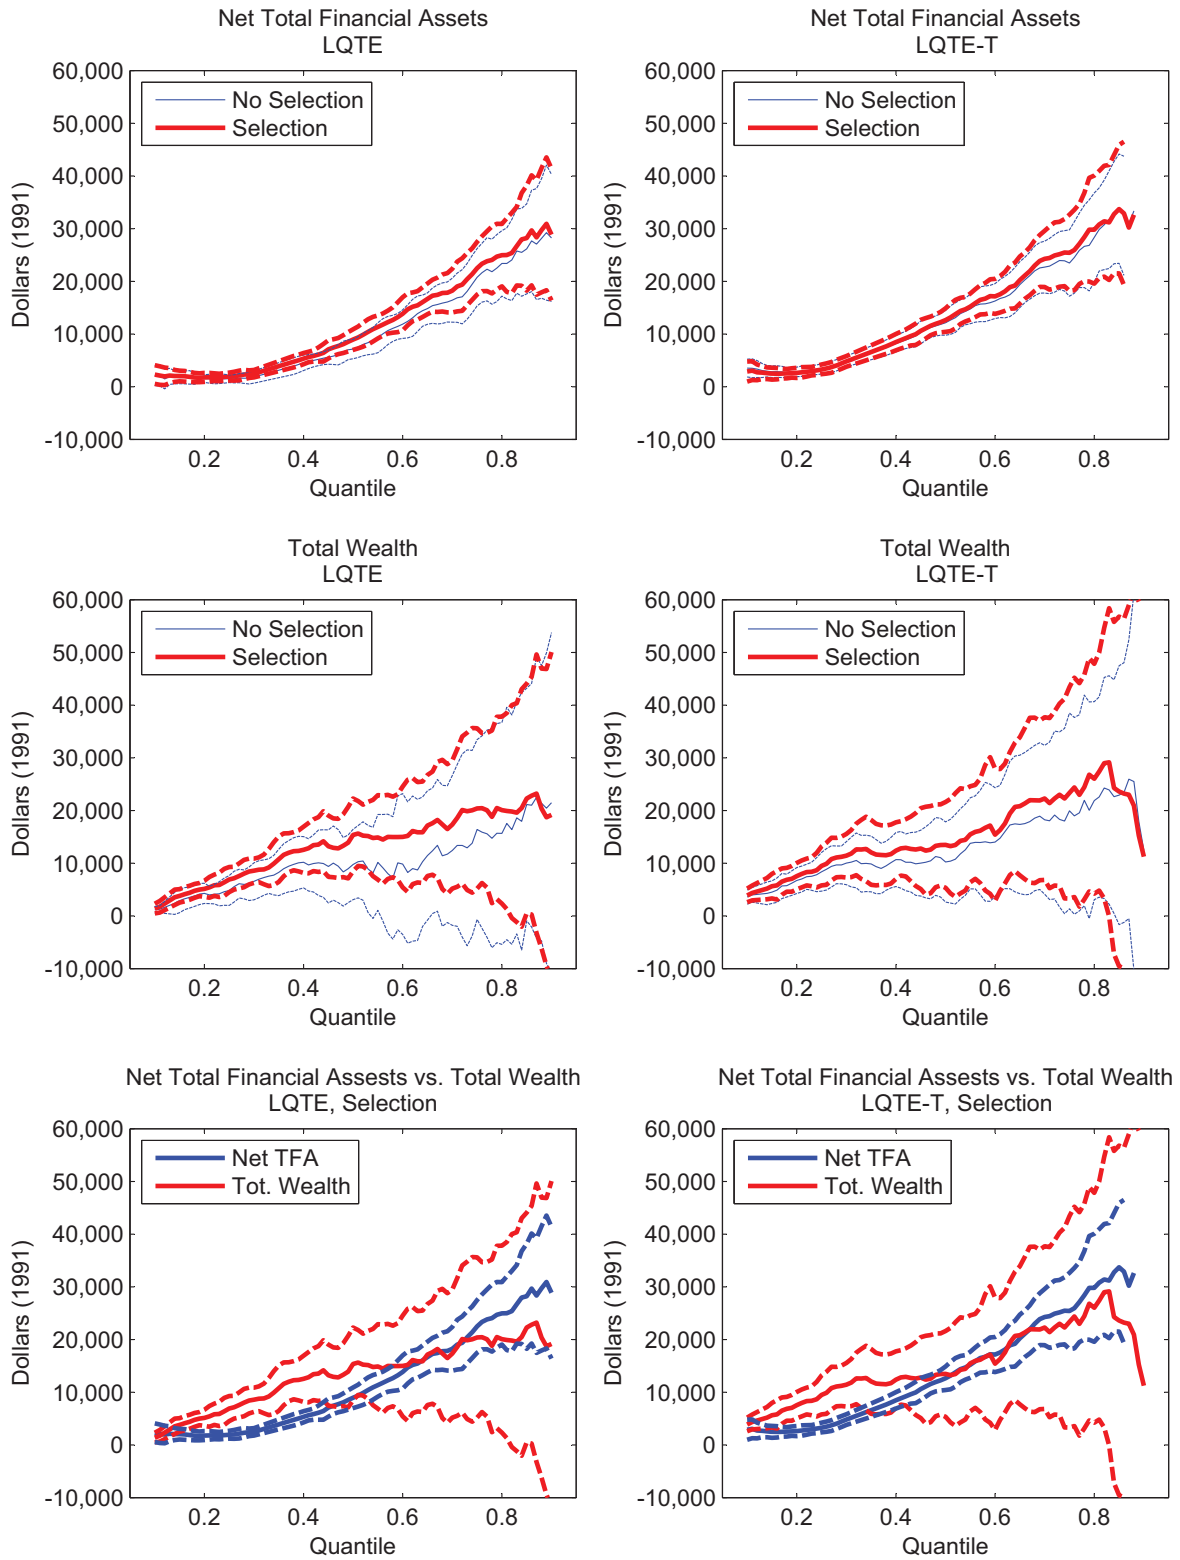 Net Total Financial Assets
LQTE
60,000
50,000
40,000
30,000
20,000
10,000
0
-10,000
Dollars (1991)
No Selection
Selection
0.2
0.4
0.6
0.8
Quantile
Net Total Financial Assets
LQTE-T
60,000
50,000
40,000
30,000
20,000
10,000
0
-10,000
Dollars (1991)
No Selection
Selection
0.2
0.4
0.6
0.8
Quantile
Total Wealth
LQTE
60,000
50,000
40,000
30,000
20,000
10,000
0
-10,000
Dollars (1991)
No Selection
Selection
0.2
0.4
0.6
0.8
Quantile
Total Wealth
LQTE-T
60,000
50,000
40,000
30,000
20,000
10,000
0
-10,000
Dollars (1991)
No Selection
Selection
0.2
0.4
0.6
0.8
Quantile
Net Total Financial Assests vs. Total Wealth
LQTE, Selection
60,000
50,000
40,000
30,000
20,000
10,000
0
-10,000
Dollars (1991)
Net TFA
Tot. Wealth
0.2
0.4
0.6
0.8
Quantile
Net Total Financial Assests vs. Total Wealth
LQTE-T, Selection
60,000
50,000
40,000
30,000
20,000
10,000
0
-10,000
Dollars (1991)
Net TFA
Tot. Wealth
0.2
0.4
0.6
0.8
Quantile